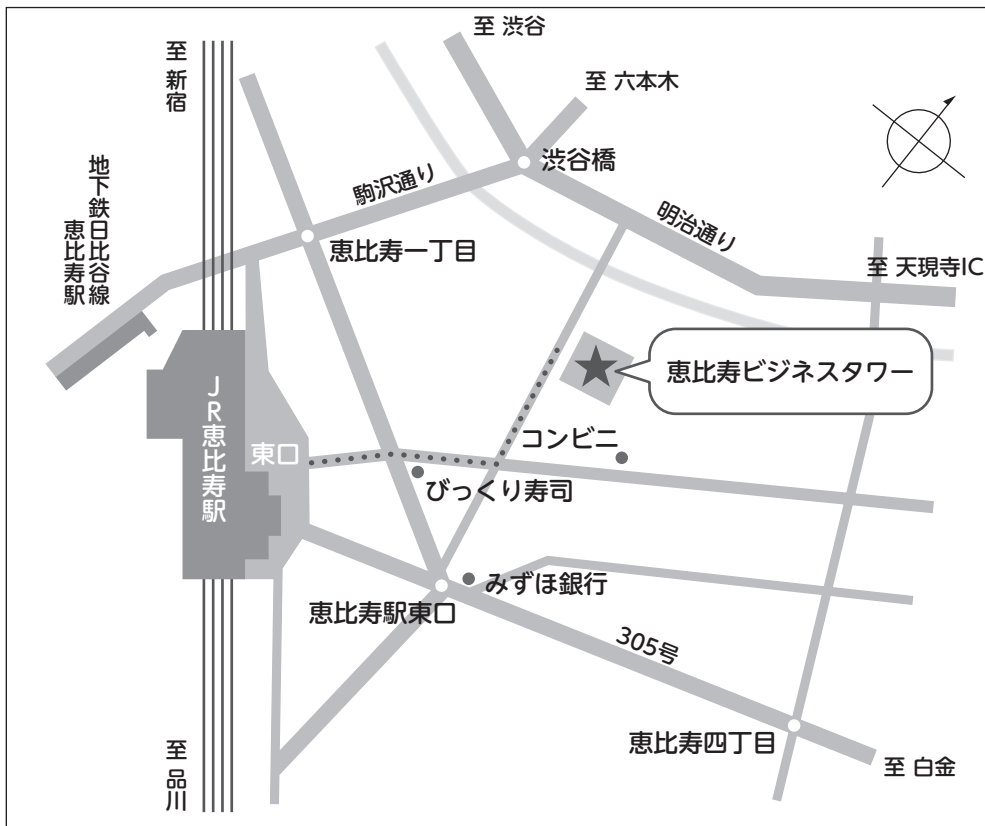 至 渋谷
至 新宿
至 六本木
渋谷橋
地下鉄日比谷線
恵比寿駅
駒沢通り
明治通り
恵比寿一丁目
至 天現寺IC
恵比寿ビジネスタワー
JR恵比寿駅
東口
コンビニ
びっくり寿司
みずほ銀行
恵比寿駅東口
305号
恵比寿四丁目
至 品川
至 白金